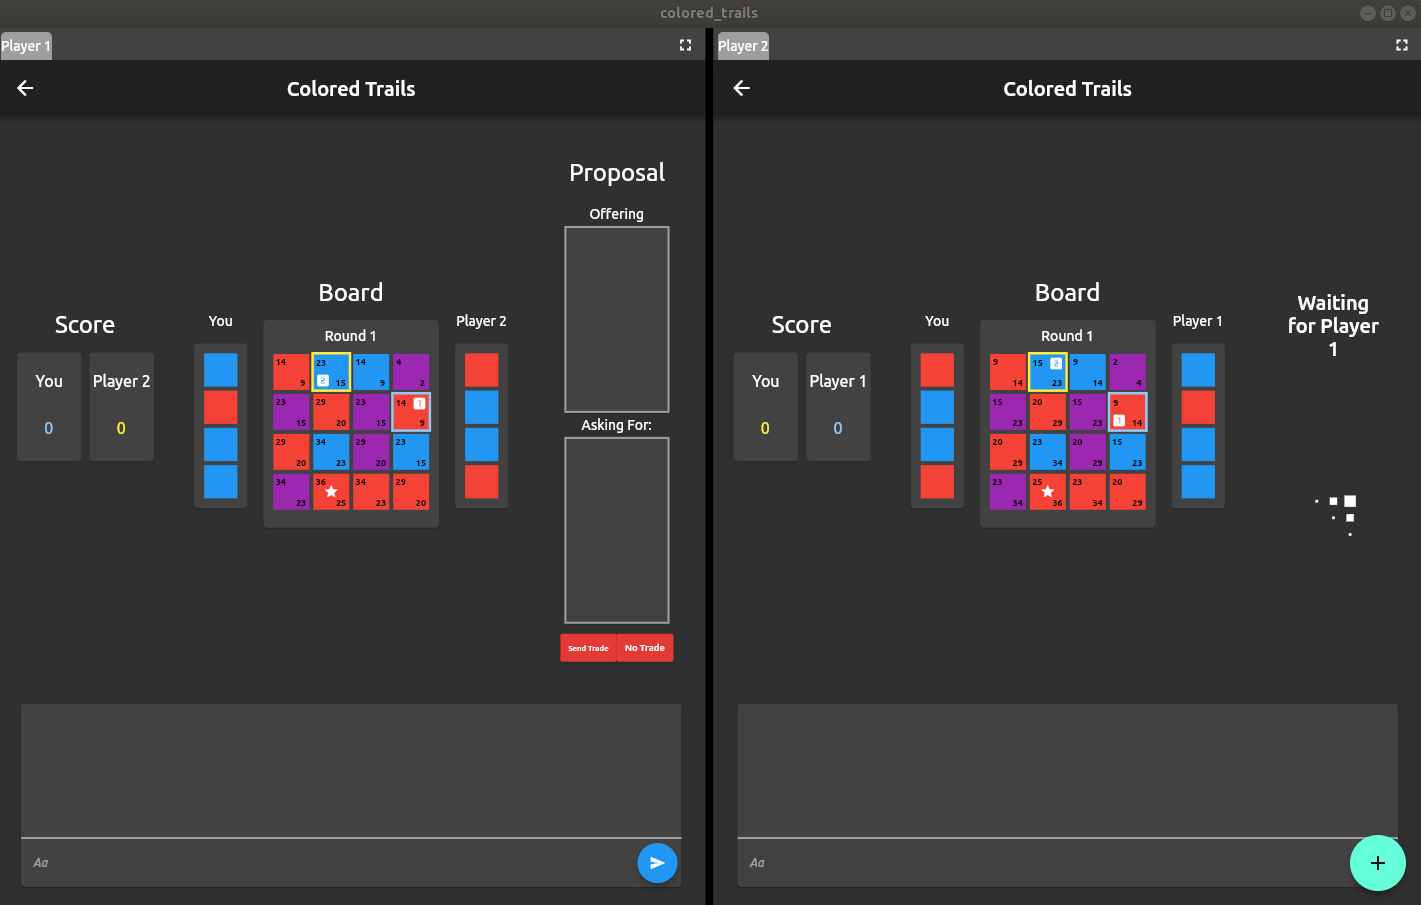 colored_trails
Player 1
Colored Trails
Proposal
Offering
Board
Score
You
Player 2
Round 1
You
Player 2
0
0
14
9
23
2
15
14
9
4
2
23
15
29
20
23
15
14
1
9
29
20
34
23
29
20
23
15
34
23
36
25
34
23
29
20
Asking For:
Send Trade
No Trade
Aa
Player 2
Colored Trails
Board
Score
You
Player 1
Round 1
You
Player 1
0
0
9
14
15
2
23
9
14
2
4
15
23
20
29
15
23
9
1
14
20
29
23
34
20
29
15
23
23
34
25
36
23
34
20
29
Waiting
for Player
1
Aa